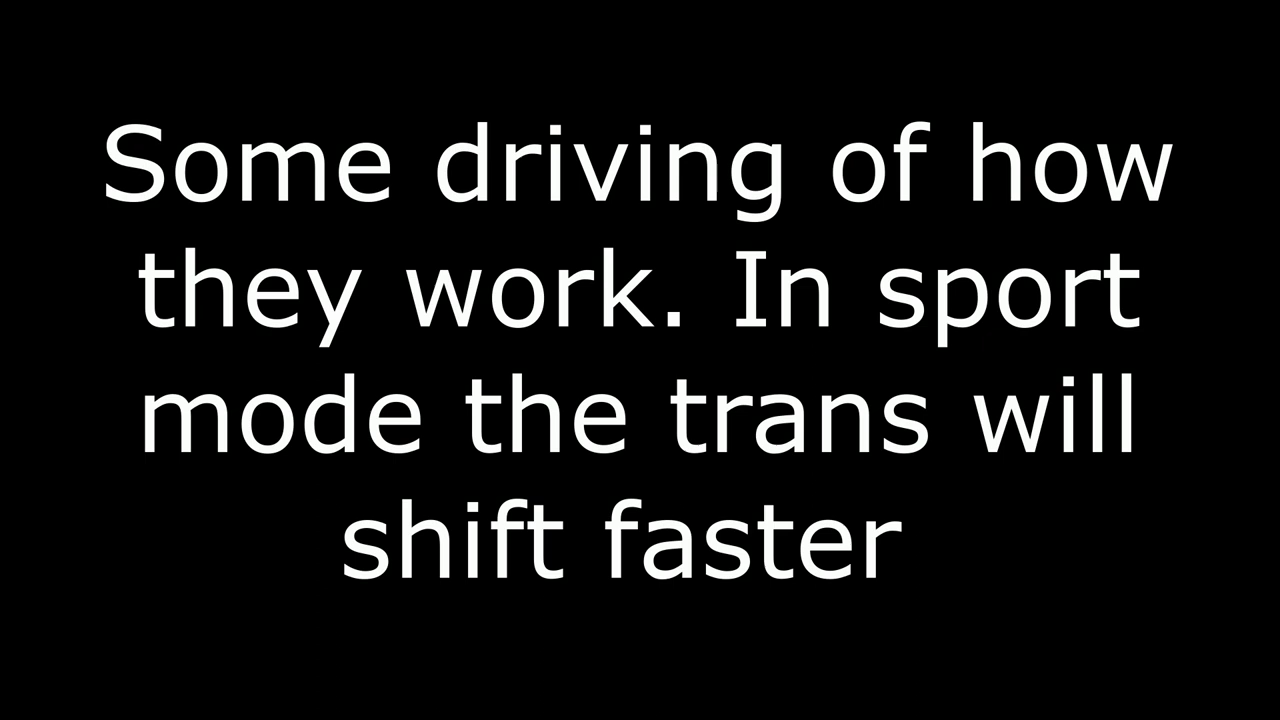 Some driving of how
they work. In sport
mode the trans will
shift faster